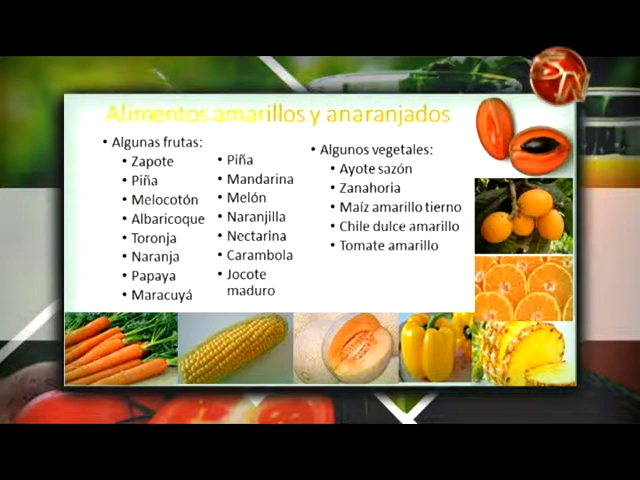 Alimentos amarillos y anaranjados
• Algunas frutas:
• Zapote
• Piña
• Melocotón
• Albaricoque
• Toronja
• Naranja
• Papaya
• Maracuyá
• Piña
• Mandarina
• Melón
• Naranjilla
• Nectarina
• Carambola
• Jocote
maduro
• Algunos vegetales:
• Ayote sazón
• Zanahoria
• Maíz amarillo tierno
• Chile dulce amarillo
• Tomate amarillo
STN